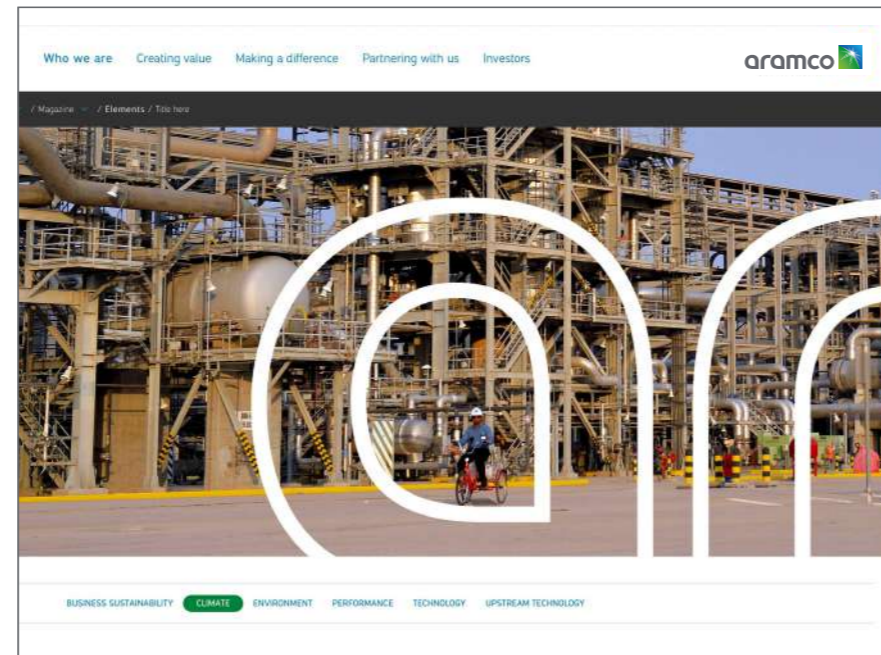 Who we are Creating value Making a difference Partnering with us Investors
aramco
/ Magazine / Elements / Title here
BUSINESS SUSTAINABILITY CLIMATE ENVIRONMENT PERFORMANCE TECHNOLOGY UPSTREAM TECHNOLOGY